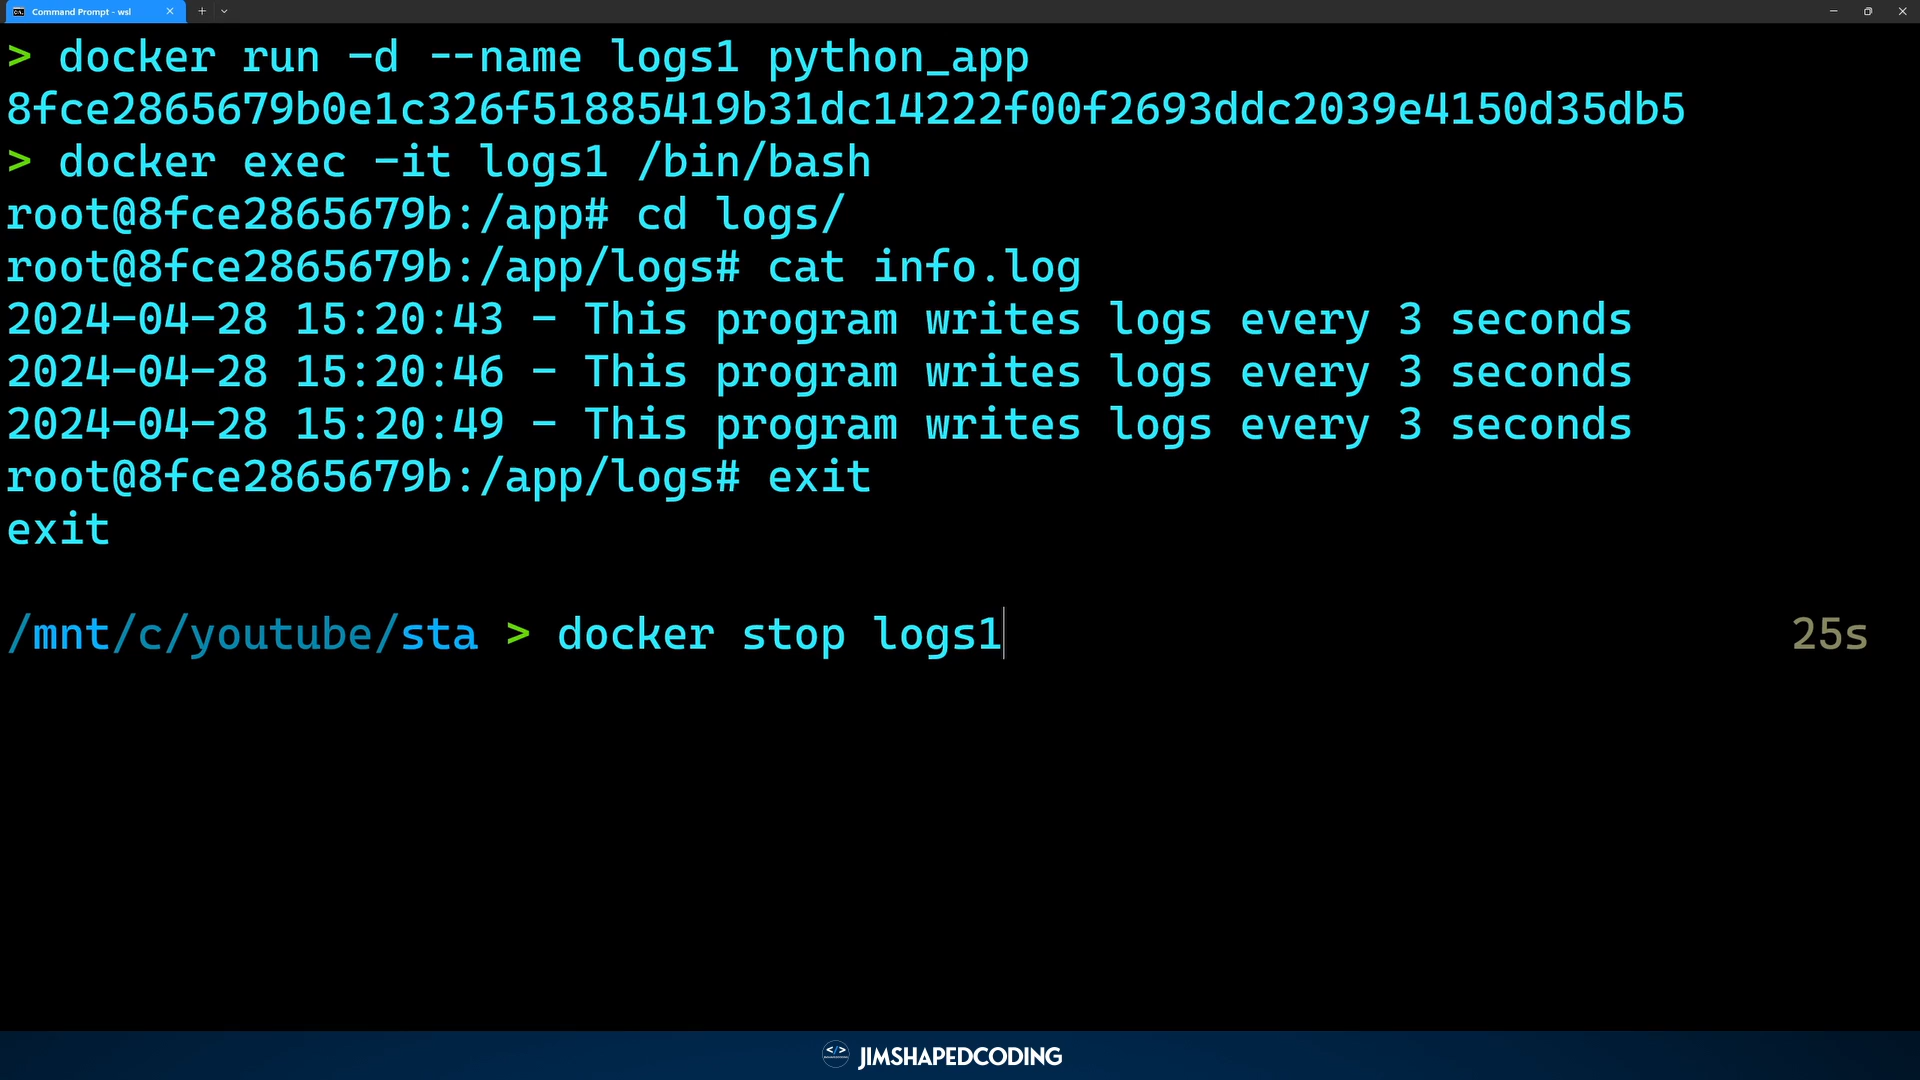 Command Prompt - wsl
> docker run -d --name logs1 python_app
8fce2865679b0e1c326f51885419b31dc14222f00f2693ddc2039e4150d35db5
> docker exec -it logs1 /bin/bash
root@8fce2865679b:/app# cd logs/
root@8fce2865679b:/app/logs# cat info.log
2024-04-28 15:20:43 - This program writes logs every 3 seconds
2024-04-28 15:20:46 - This program writes logs every 3 seconds
2024-04-28 15:20:49 - This program writes logs every 3 seconds
root@8fce2865679b:/app/logs# exit
exit
/mnt/c/youtube/sta > docker stop logs1 25s
</> JIMSHAPEDCODING